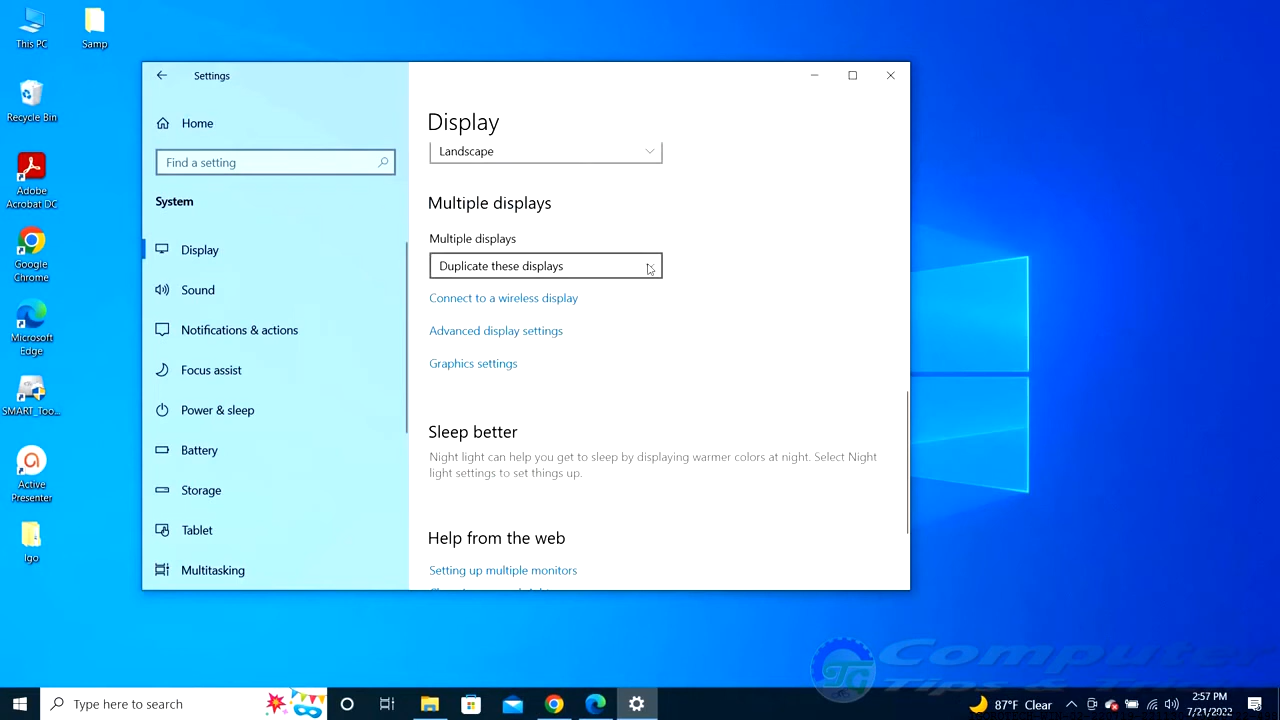 This PC
Samp
Recycle Bin
Adobe
Acrobat DC
Google
Chrome
Microsoft
Edge
SMART_Too...
Active
Presenter
Igo
Settings
Home
Find a setting
System
Display
Sound
Notifications & actions
Focus assist
Power & sleep
Battery
Storage
Tablet
Multitasking
Display
Landscape
Multiple displays
Multiple displays
Duplicate these displays
Connect to a wireless display
Advanced display settings
Graphics settings
Sleep better
Night light can help you get to sleep by displaying warmer colors at night. Select Night
light settings to set things up.
Help from the web
Setting up multiple monitors
Computer
Tips &
Type here to search
87°F Clear
2:57 PM
7/21/2022